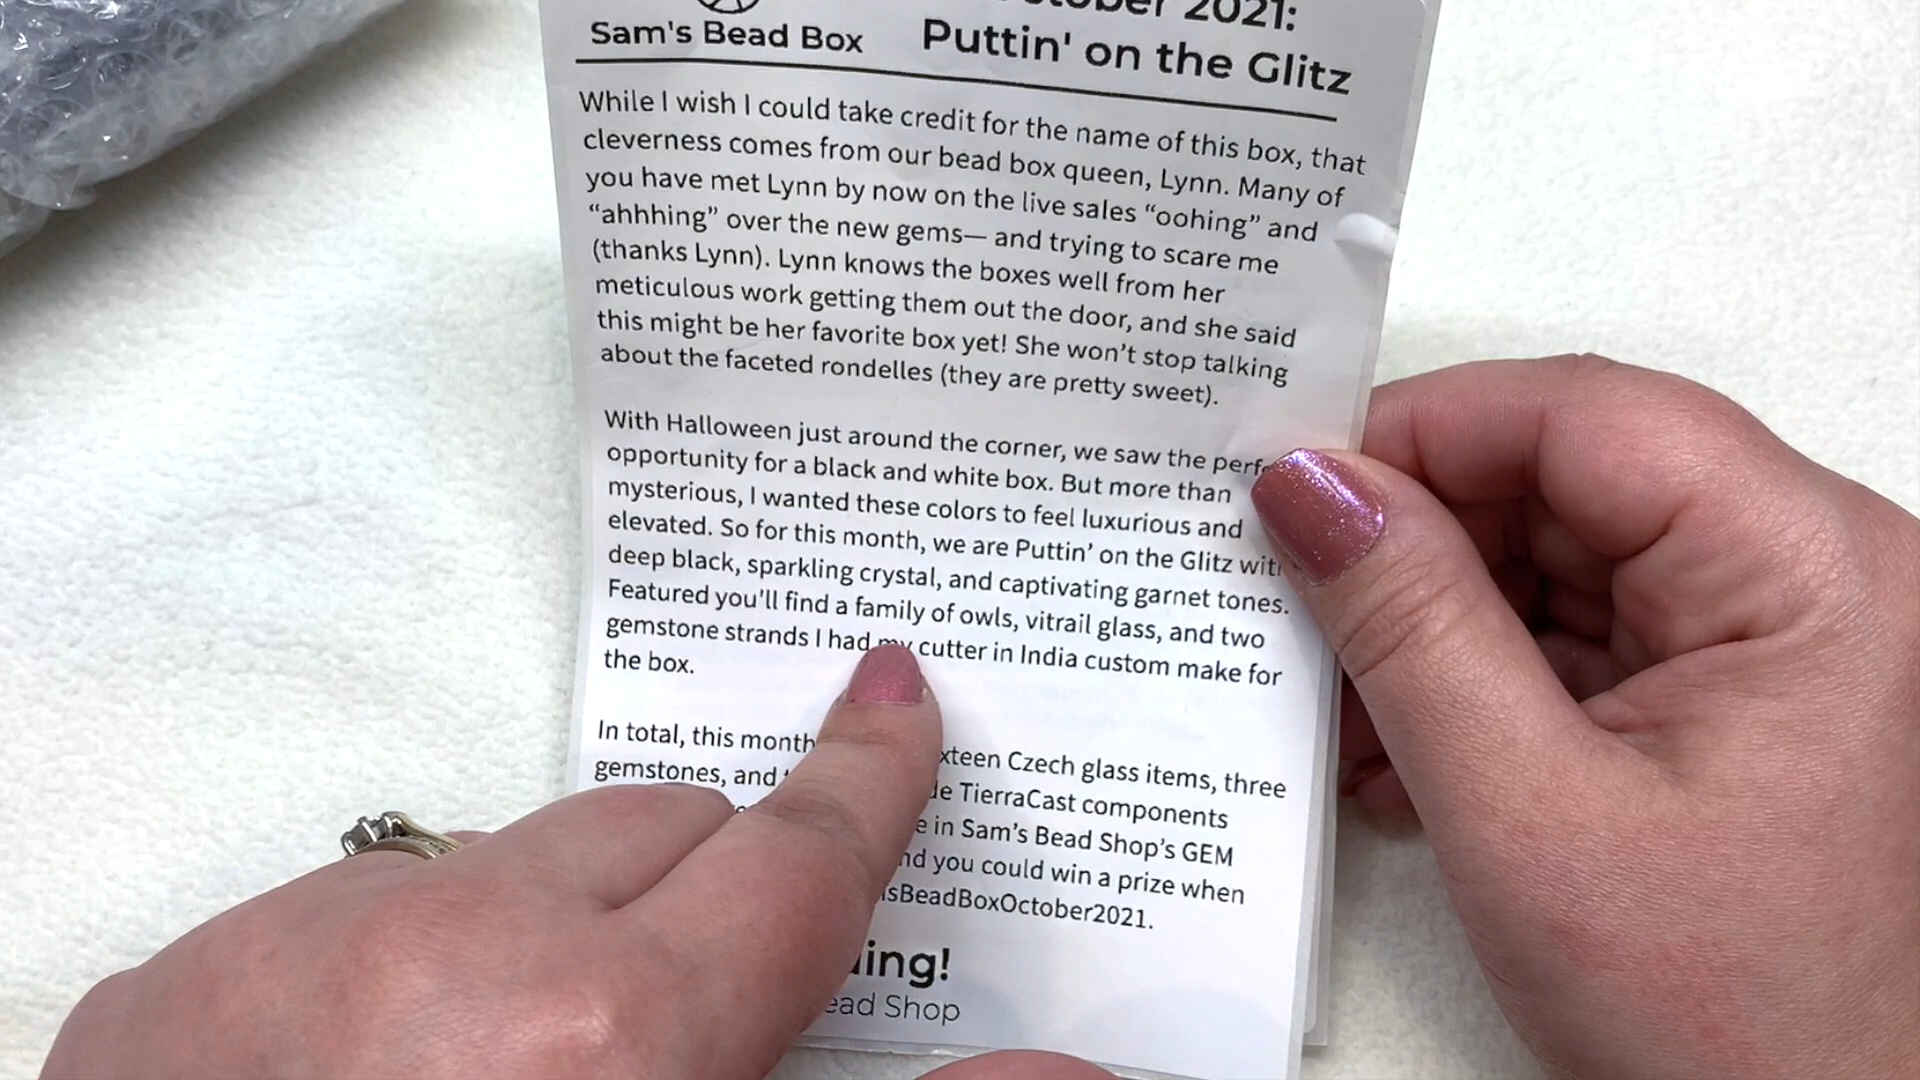 2021:
Sam's Bead Box
Puttin' on the Glitz
While I wish I could take credit for the name of this box, that
cleverness comes from our bead box queen, Lynn. Many of
you have met Lynn by now on the live sales “oohing” and
“ahhhing” over the new gems— and trying to scare me
(thanks Lynn). Lynn knows the boxes well from her
meticulous work getting them out the door, and she said
this might be her favorite box yet! She won’t stop talking
about the faceted rondelles (they are pretty sweet).
With Halloween just around the corner, we saw the
opportunity for a black and white box. But more than
mysterious, I wanted these colors to feel luxurious and
elevated. So for this month, we are Puttin’ on the Glitz with
deep black, sparkling crystal, and captivating garnet tones.
Featured you'll find a family of owls, vitrail glass, and two
gemstone strands I had my cutter in India custom make for
the box.
In total, this month Czech glass items, three
gemstones, and TierraCast components
in Sam’s Bead Shop’s GEM
you could win a prize when
Shop